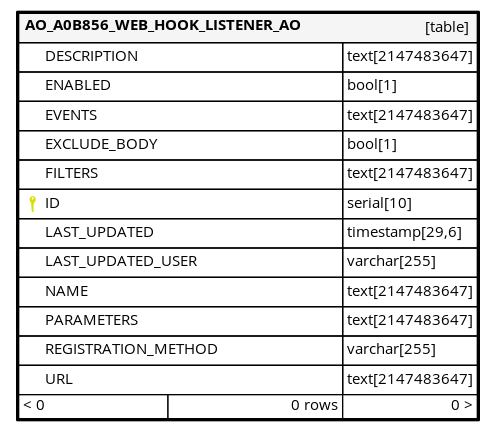 AO_A0B856_WEB_HOOK_LISTENER_AO [table]
DESCRIPTION text[2147483647]
ENABLED bool[1]
EVENTS text[2147483647]
EXCLUDE_BODY bool[1]
FILTERS text[2147483647]
ID serial[10]
LAST_UPDATED timestamp[29,6]
LAST_UPDATED_USER varchar[255]
NAME text[2147483647]
PARAMETERS text[2147483647]
REGISTRATION_METHOD varchar[255]
URL text[2147483647]
< 0 0 rows 0 >